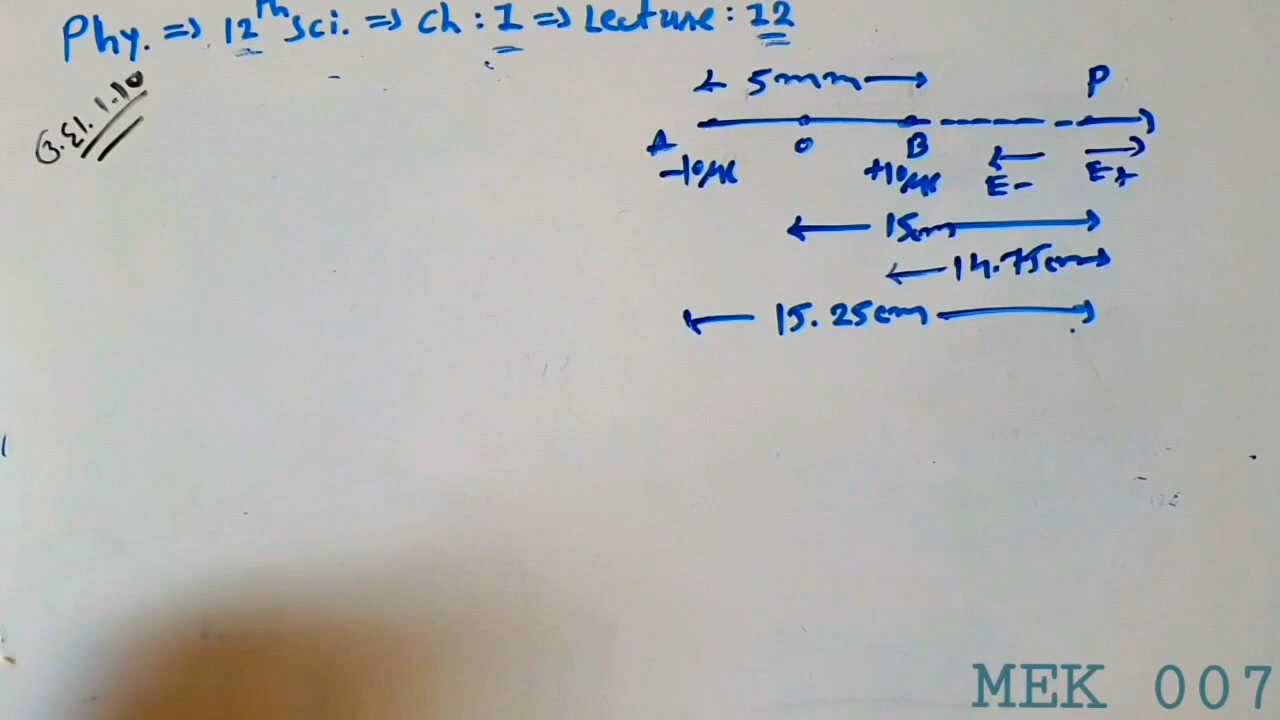 Phy. => 12th Sci. => Ch : 1 => Lecture : 12
1.10
5mm
P
A
O
B
-10μC
+10μC
E-
E+
15cm
14.75cm
15.25cm
MEK 007